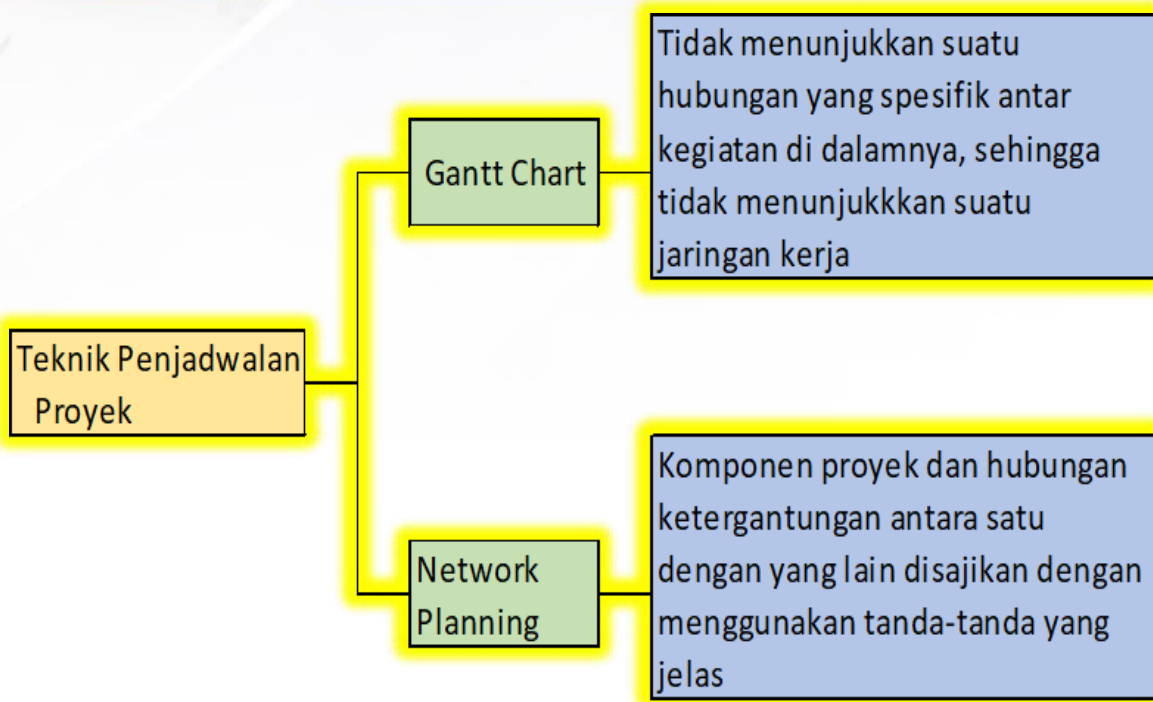 Teknik Penjadwalan
Proyek
Gantt Chart
Tidak menunjukkan suatu
hubungan yang spesifik antar
kegiatan di dalamnya, sehingga
tidak menunjukkkan suatu
jaringan kerja
Network
Planning
Komponen proyek dan hubungan
ketergantungan antara satu
dengan yang lain disajikan dengan
menggunakan tanda-tanda yang
jelas